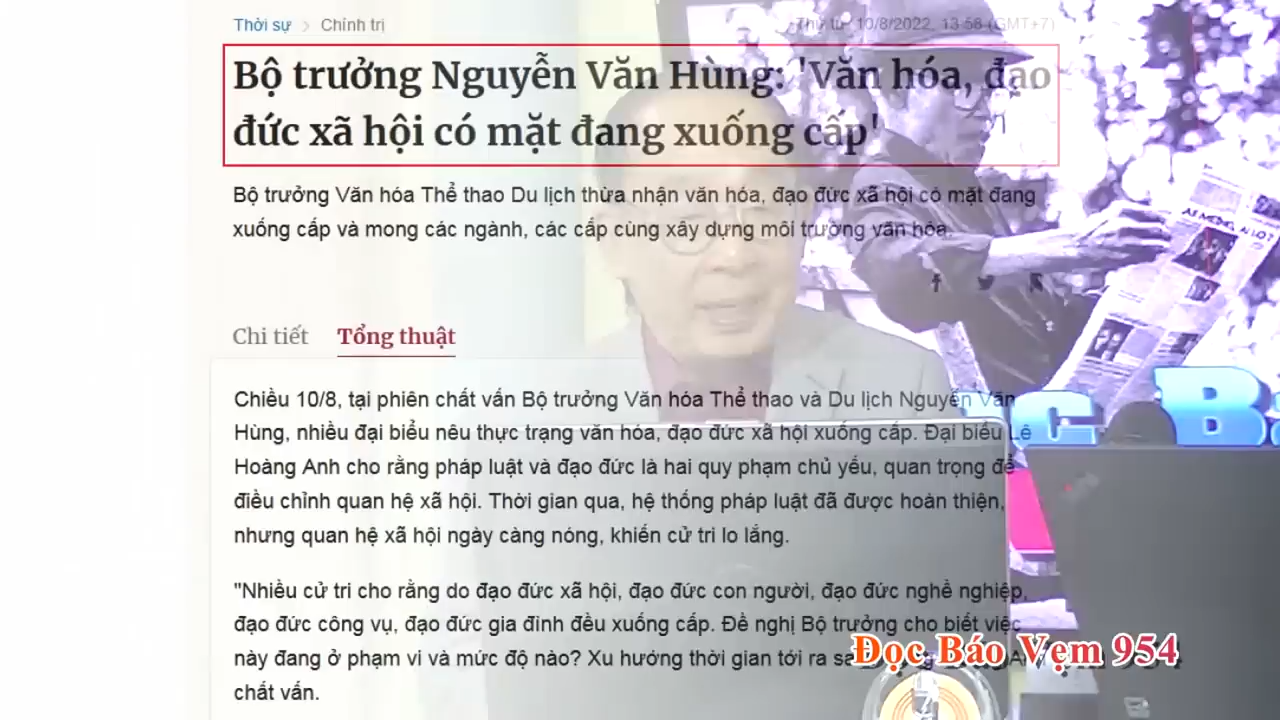 Thời sự > Chính trị
Thứ tư, 10/8/2022, 13:58 (GMT+7)
Bộ trưởng Nguyễn Văn Hùng: 'Văn hóa, đạo
đức xã hội có mặt đang xuống cấp'
Bộ trưởng Văn hóa Thể thao Du lịch thừa nhận văn hóa, đạo đức xã hội có mặt đang
xuống cấp và mong các ngành, các cấp cùng xây dựng môi trường văn hóa.
Chi tiết Tổng thuật
Chiều 10/8, tại phiên chất vấn Bộ trưởng Văn hóa Thể thao và Du lịch Nguyễn Văn
Hùng, nhiều đại biểu nêu thực trạng văn hóa, đạo đức xã hội xuống cấp. Đại biểu Lê
Hoàng Anh cho rằng pháp luật và đạo đức là hai quy phạm chủ yếu, quan trọng để
điều chỉnh quan hệ xã hội. Thời gian qua, hệ thống pháp luật đã được hoàn thiện,
nhưng quan hệ xã hội ngày càng nóng, khiến cử tri lo lắng.
"Nhiều cử tri cho rằng do đạo đức xã hội, đạo đức con người, đạo đức nghề nghiệp,
đạo đức công vụ, đạo đức gia đình đều xuống cấp. Đề nghị Bộ trưởng cho biết việc
này đang ở phạm vi và mức độ nào? Xu hướng thời gian tới ra
chất vấn.
Đọc Báo Vẹm 954